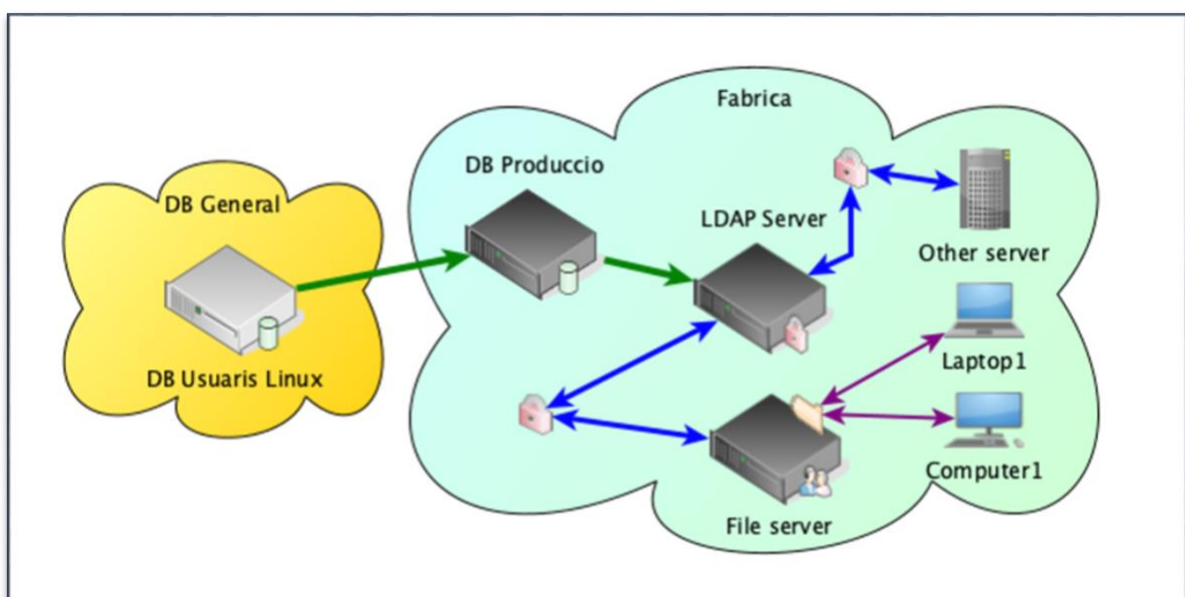 Fabrica
DB Produccio
DB General
LDAP Server
Other server
DB Usuaris Linux
Laptop1
Computer1
File server